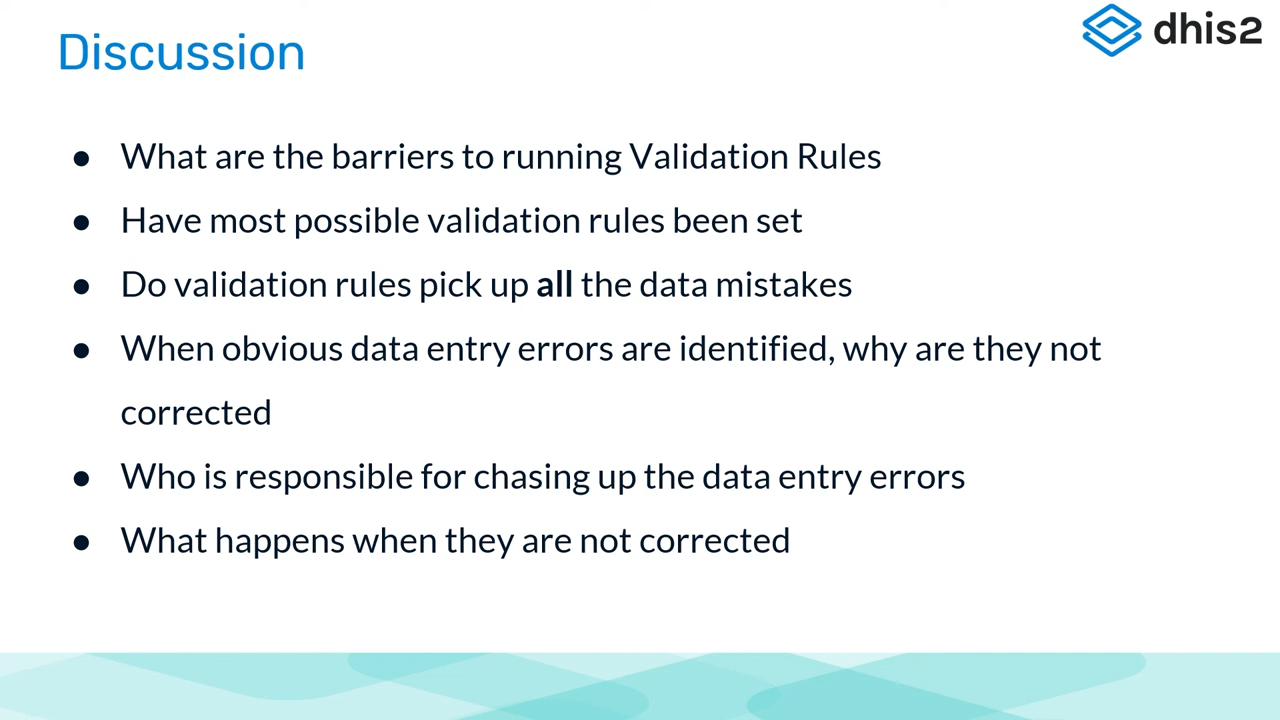 Discussion
dhis2
● What are the barriers to running Validation Rules
● Have most possible validation rules been set
● Do validation rules pick up all the data mistakes
● When obvious data entry errors are identified, why are they not
corrected
● Who is responsible for chasing up the data entry errors
● What happens when they are not corrected